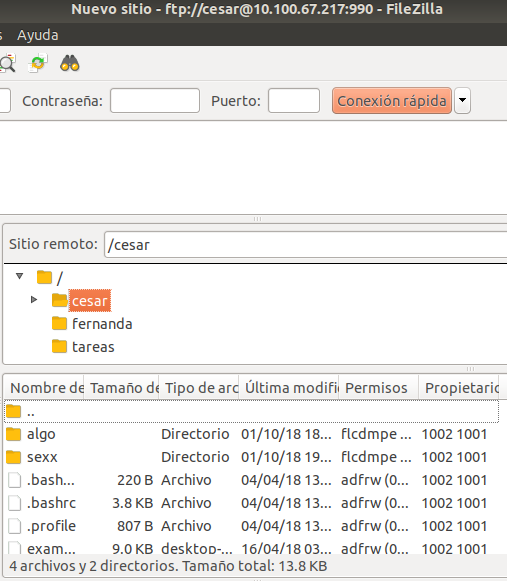 Nuevo sitio - ftp://cesar@10.100.67.217:990 - FileZilla
s Ayuda
Contraseña: Puerto: Conexión rápida
Sitio remoto: /cesar
/
cesar
fernanda
tareas
Nombre de Tamaño de Tipo de arc Última modifi Permisos Propietario
..
algo Directorio 01/10/18 18... flcdmpe ... 1002 1001
sexx Directorio 01/10/18 19... flcdmpe ... 1002 1001
.bash... 220 B Archivo 04/04/18 13... adfrw (0... 1002 1001
.bashrc 3.8 KB Archivo 04/04/18 13... adfrw (0... 1002 1001
.profile 807 B Archivo 04/04/18 13... adfrw (0... 1002 1001
exam... 9.0 KB desktop-... 16/04/18 03... adfrw (0... 1002 1001
4 archivos y 2 directorios. Tamaño total: 13.8 KB